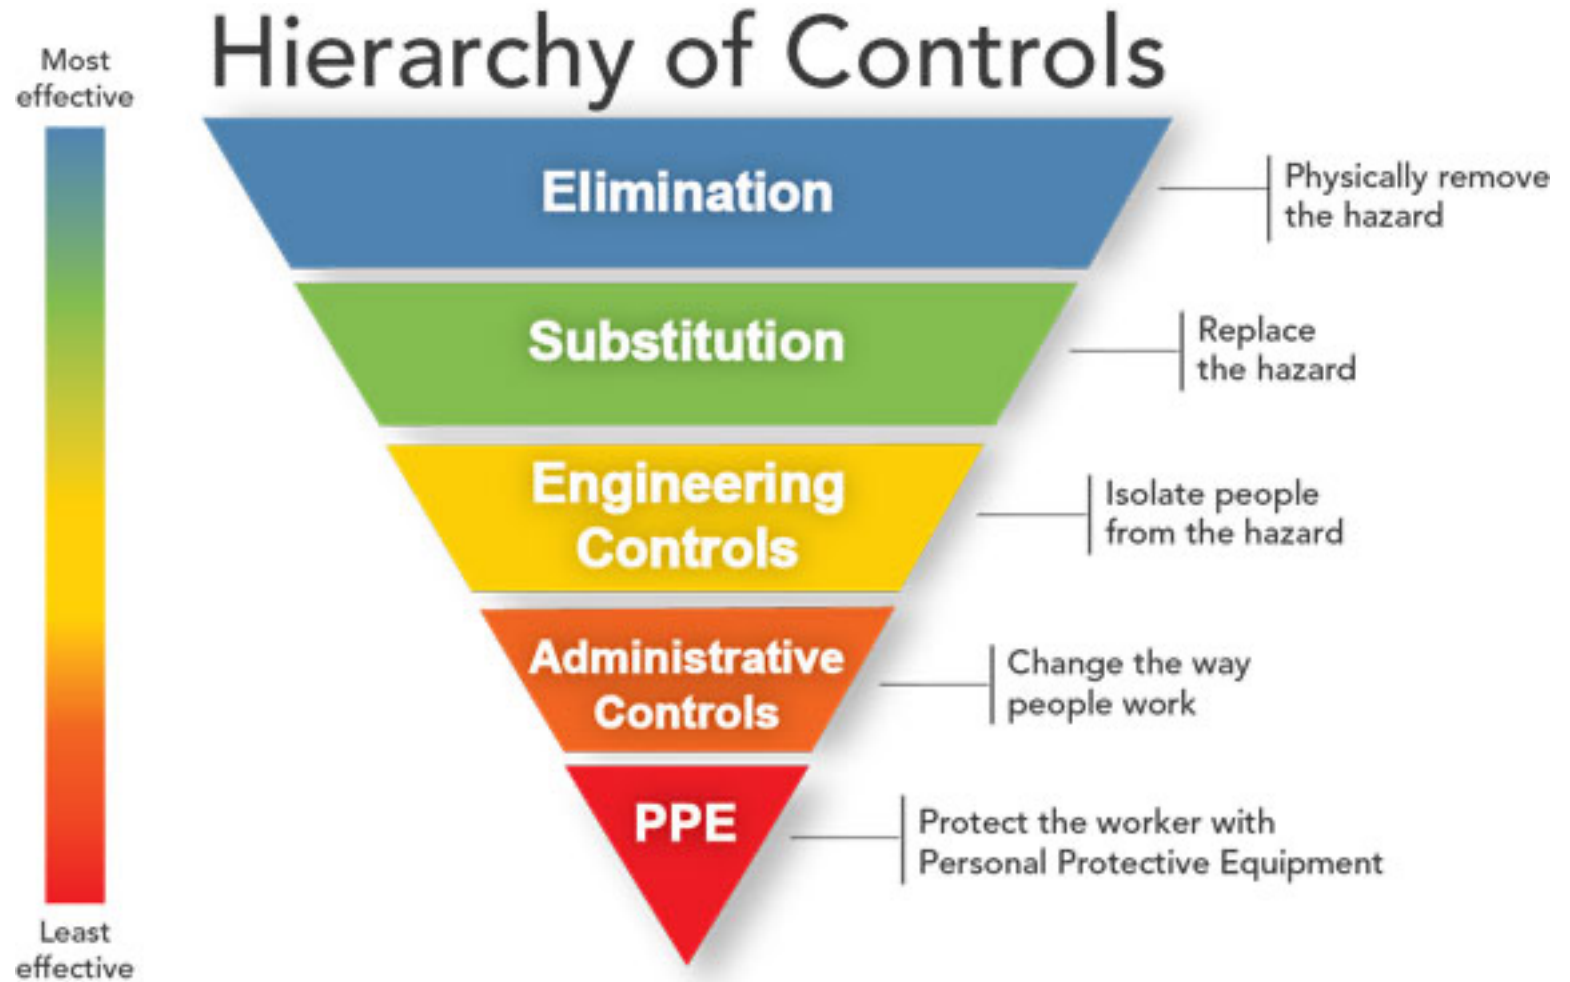 Hierarchy of Controls
Most
effective
Elimination
Physically remove
the hazard
Substitution
Replace
the hazard
Engineering
Controls
Isolate people
from the hazard
Administrative
Controls
Change the way
people work
PPE
Protect the worker with
Personal Protective Equipment
Least
effective